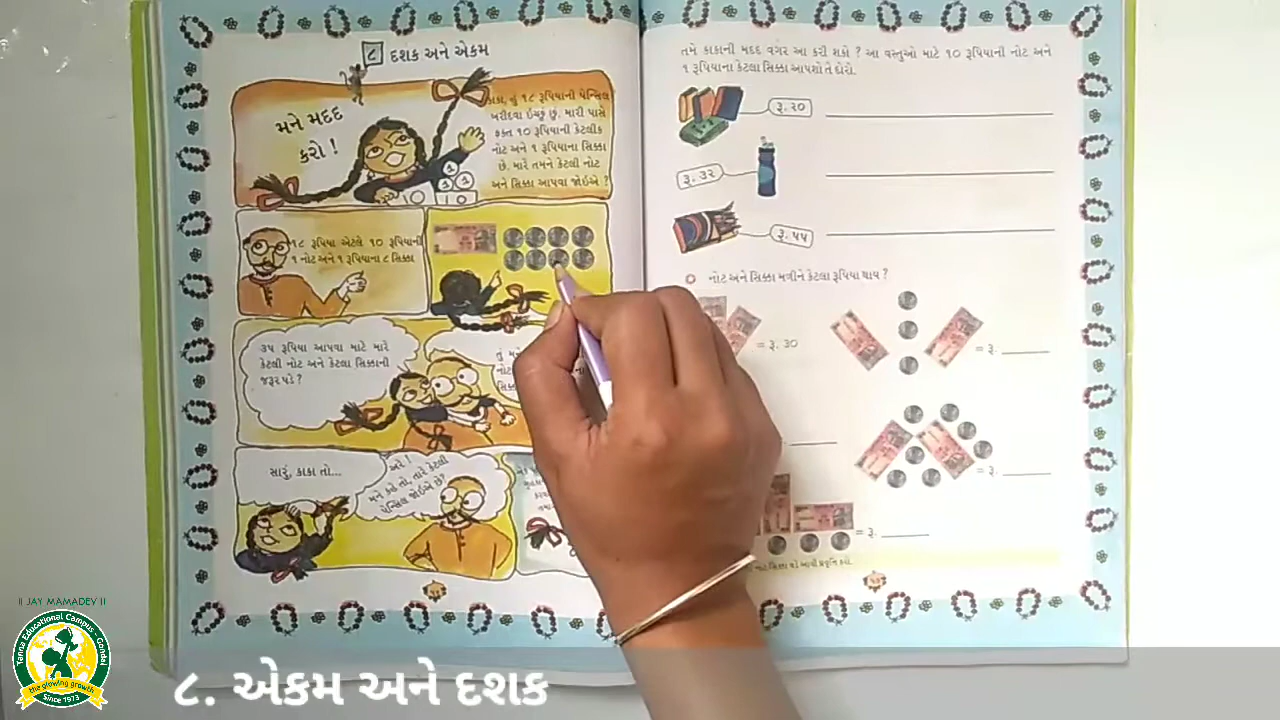 ૮ દશક અને એકમ
મને મદદ
કરો !
કાકા, હું ૧૮ રૂપિયાની પેન્સિલ
ખરીદવા ઇચ્છું છું. મારી પાસે
ફક્ત ૧૦ રૂપિયાની કેટલીક
નોટ અને ૧ રૂપિયાના સિક્કા
છે. મારે તમને કેટલી નોટ
અને સિક્કા આપવા જોઈએ ?
૧૮ રૂપિયા એટલે ૧૦ રૂપિયાની
૧ નોટ અને ૧ રૂપિયાના ૮ સિક્કા
૩૫ રૂપિયા આપવા માટે મારે
કેટલી નોટ અને કેટલા સિક્કાની
જરૂર પડે ?
સારું, કાકા તો...
અરે !
મને કહે તો, તારે કેટલી
પેન્સિલ જોઈએ છે?
તમે કાકાની મદદ વગર આ કરી શકો ? આ વસ્તુઓ માટે ૧૦ રૂપિયાની નોટ અને
૧ રૂપિયાના કેટલા સિક્કા આપશો તે દોરો.
રૂ. ૨૦
રૂ. ૩૨
રૂ. ૫૫
નોટ અને સિક્કા મળીને કેટલા રૂપિયા થાય ?
= રૂ. 30
= રૂ.
= રૂ.
= રૂ.
|| JAY MAMADEV ||
Tanna Educational Campus - Gondal
the glowing growth
Since 1973
૮. એકમ અને દશક